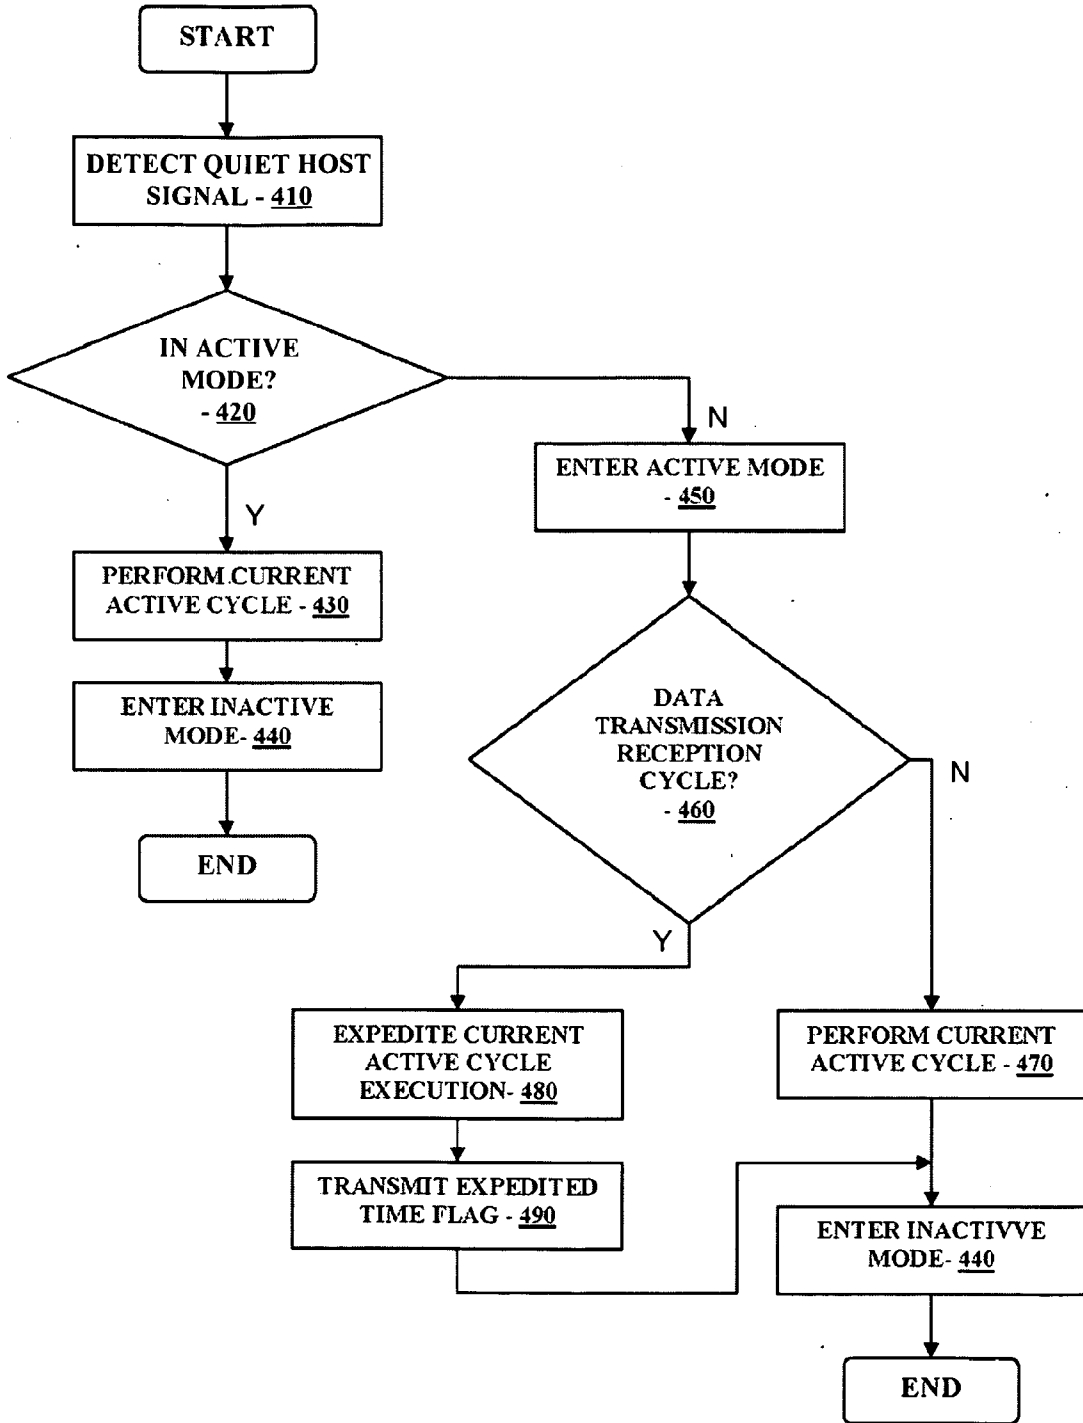 START
DETECT QUIET HOST
SIGNAL - 410
IN ACTIVE
MODE?
- 420
N
Y
ENTER ACTIVE MODE
- 450
PERFORM CURRENT
ACTIVE CYCLE - 430
ENTER INACTIVE
MODE- 440
END
DATA
TRANSMISSION
RECEPTION
CYCLE?
- 460
N
Y
EXPEDITE CURRENT
ACTIVE CYCLE
EXECUTION- 480
PERFORM CURRENT
ACTIVE CYCLE - 470
TRANSMIT EXPEDITED
TIME FLAG - 490
ENTER INACTIVVE
MODE- 440
END